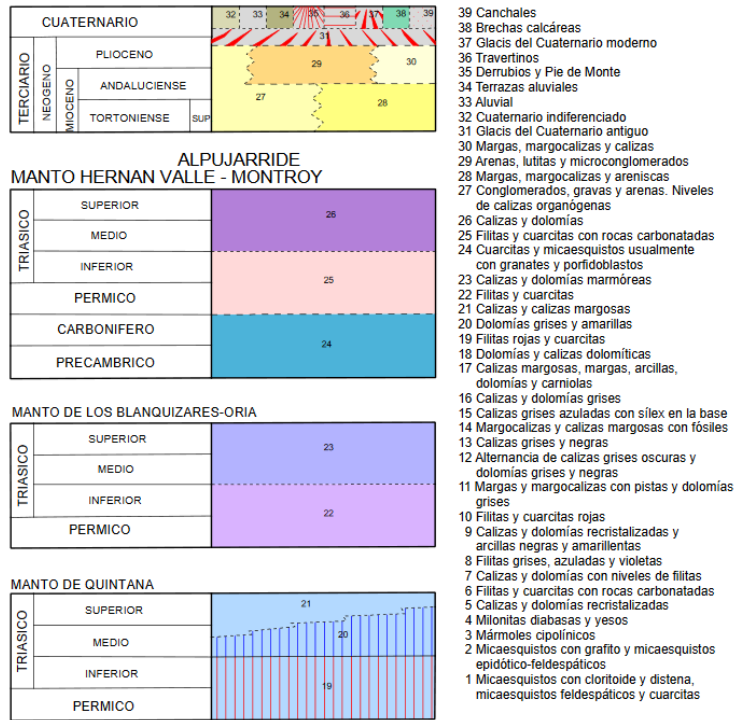 CUATERNARIO
32 33 34 35 36 37 38 39
31
TERCIARIO
NEOGENO
PLIOCENO
29
30
MIOCENO
ANDALUCIENSE
27
28
TORTONIENSE
SUP
ALPUJARRIDE
MANTO HERNAN VALLE - MONTROY
TRIASICO
SUPERIOR
26
MEDIO
INFERIOR
25
PERMICO
CARBONIFERO
24
PRECAMBRICO
MANTO DE LOS BLANQUIZARES-ORIA
TRIASICO
SUPERIOR
23
MEDIO
INFERIOR
22
PERMICO
MANTO DE QUINTANA
TRIASICO
SUPERIOR
21
MEDIO
20
INFERIOR
19
PERMICO
39 Canchales
38 Brechas calcáreas
37 Glacis del Cuaternario moderno
36 Travertinos
35 Derrubios y Pie de Monte
34 Terrazas aluviales
33 Aluvial
32 Cuaternario indiferenciado
31 Glacis del Cuaternario antiguo
30 Margas, margocalizas y calizas
29 Arenas, lutitas y microconglomerados
28 Margas, margocalizas y areniscas
27 Conglomerados, gravas y arenas. Niveles
de calizas organógenas
26 Calizas y dolomías
25 Filitas y cuarcitas con rocas carbonatadas
24 Cuarcitas y micaesquistos usualmente
con granates y porfidoblastos
23 Calizas y dolomías marmóreas
22 Filitas y cuarcitas
21 Calizas y calizas margosas
20 Dolomías grises y amarillas
19 Filitas rojas y cuarcitas
18 Dolomías y calizas dolomíticas
17 Calizas margosas, margas, arcillas,
dolomías y carniolas
16 Calizas y dolomías grises
15 Calizas grises azuladas con sílex en la base
14 Margocalizas y calizas margosas con fósiles
13 Calizas grises y negras
12 Alternancia de calizas grises oscuras y
dolomías grises y negras
11 Margas y margocalizas con pistas y dolomías
grises
10 Filitas y cuarcitas rojas
9 Calizas y dolomías recristalizadas y
arcillas negras y amarillentas
8 Filitas grises, azuladas y violetas
7 Calizas y dolomías con niveles de filitas
6 Filitas y cuarcitas con rocas carbonatadas
5 Calizas y dolomías recristalizadas
4 Milonitas diabasas y yesos
3 Mármoles cipolínicos
2 Micaesquistos con grafito y micaesquistos
epidótico-feldespáticos
1 Micaesquistos con cloritoide y distena,
micaesquistos feldespáticos y cuarcitas